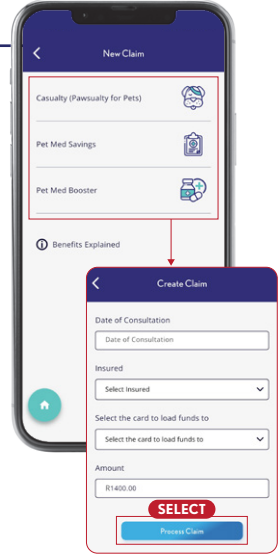 New Claim
Casualty (Pawsualty for Pets)
Pet Med Savings
Pet Med Booster
Benefits Explained
Create Claim
Date of Consultation
Date of Consultation
Insured
Select Insured
Select the card to load funds to
Select the card to load funds to
Amount
R1400.00
SELECT
Process Claim